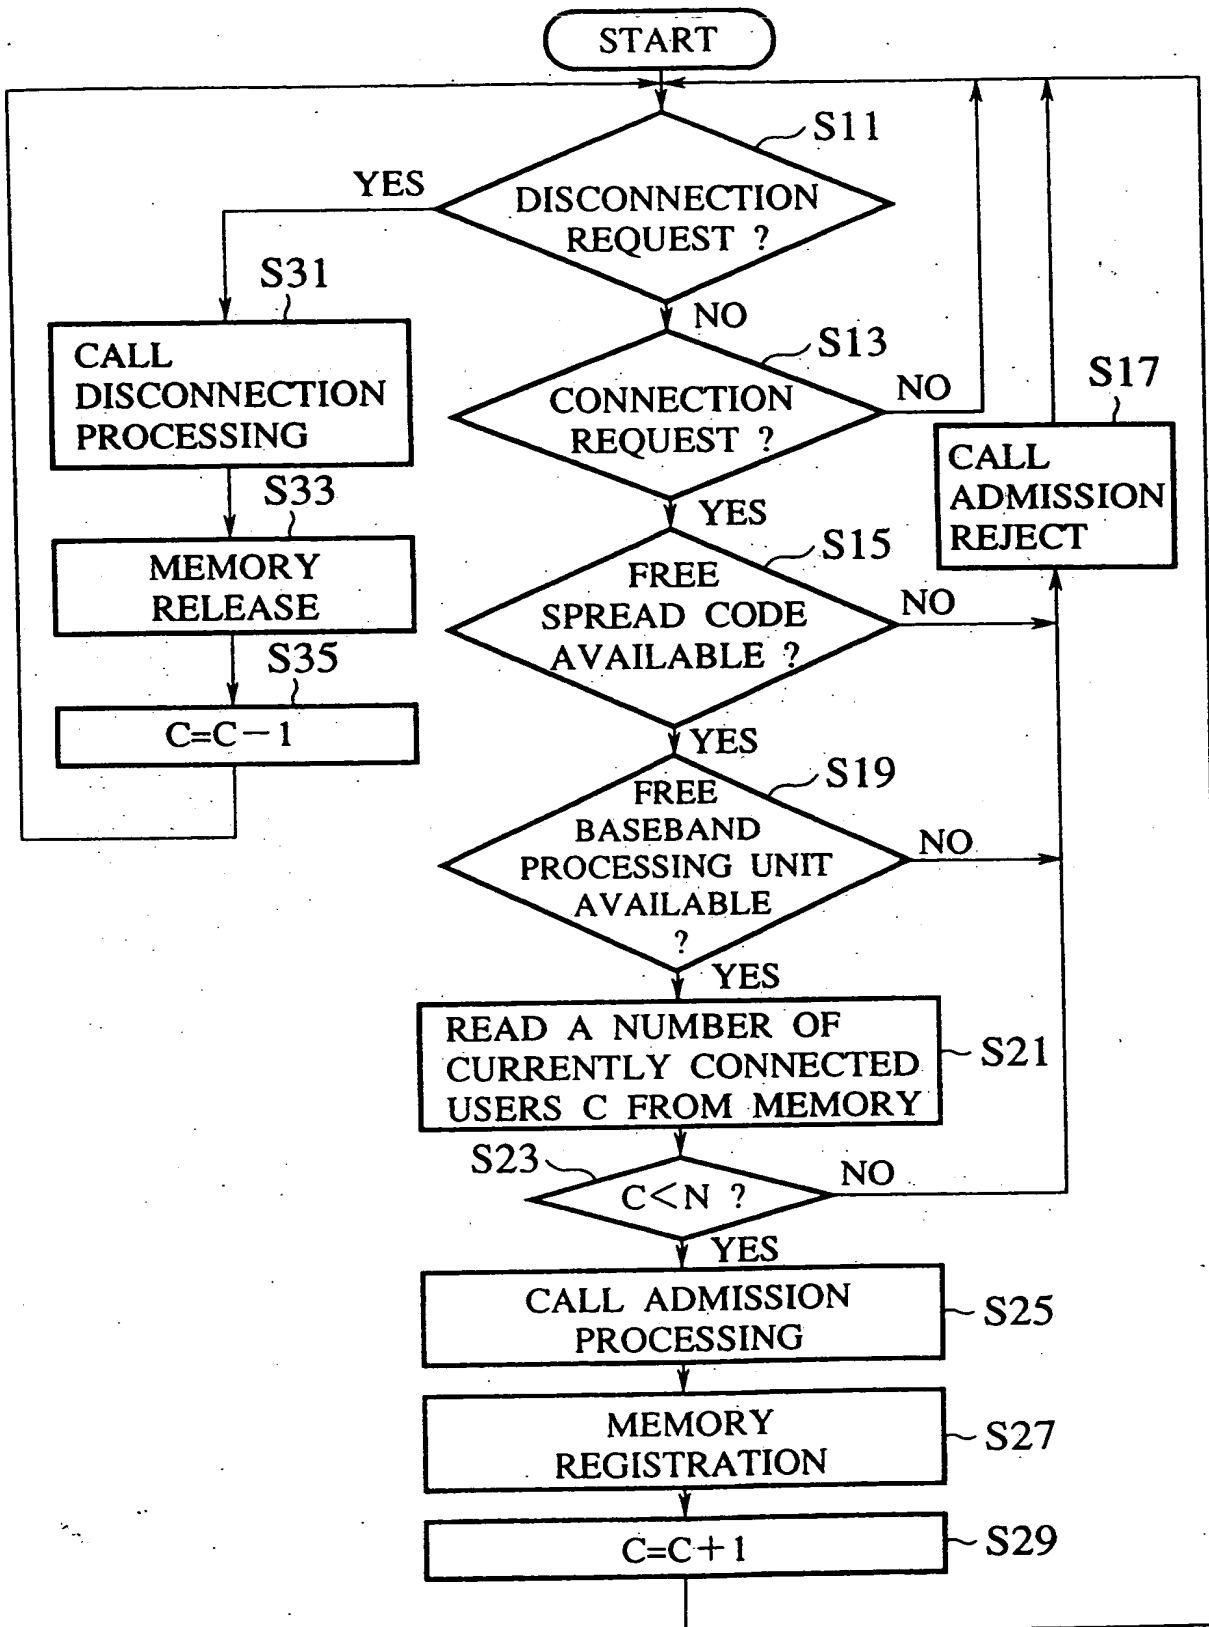 START
S11
YES
DISCONNECTION
REQUEST ?
S31
NO
CALL
DISCONNECTION
PROCESSING
S13
CONNECTION
REQUEST ?
NO
S17
CALL
ADMISSION
REJECT
S33
YES
MEMORY
RELEASE
S15
FREE
SPREAD CODE
AVAILABLE ?
NO
S35
C=C−1
YES
S19
FREE
BASEBAND
PROCESSING UNIT
AVAILABLE
?
NO
YES
READ A NUMBER OF
CURRENTLY CONNECTED
USERS C FROM MEMORY
S21
S23
C<N ?
NO
YES
CALL ADMISSION
PROCESSING
S25
MEMORY
REGISTRATION
S27
C=C+1
S29